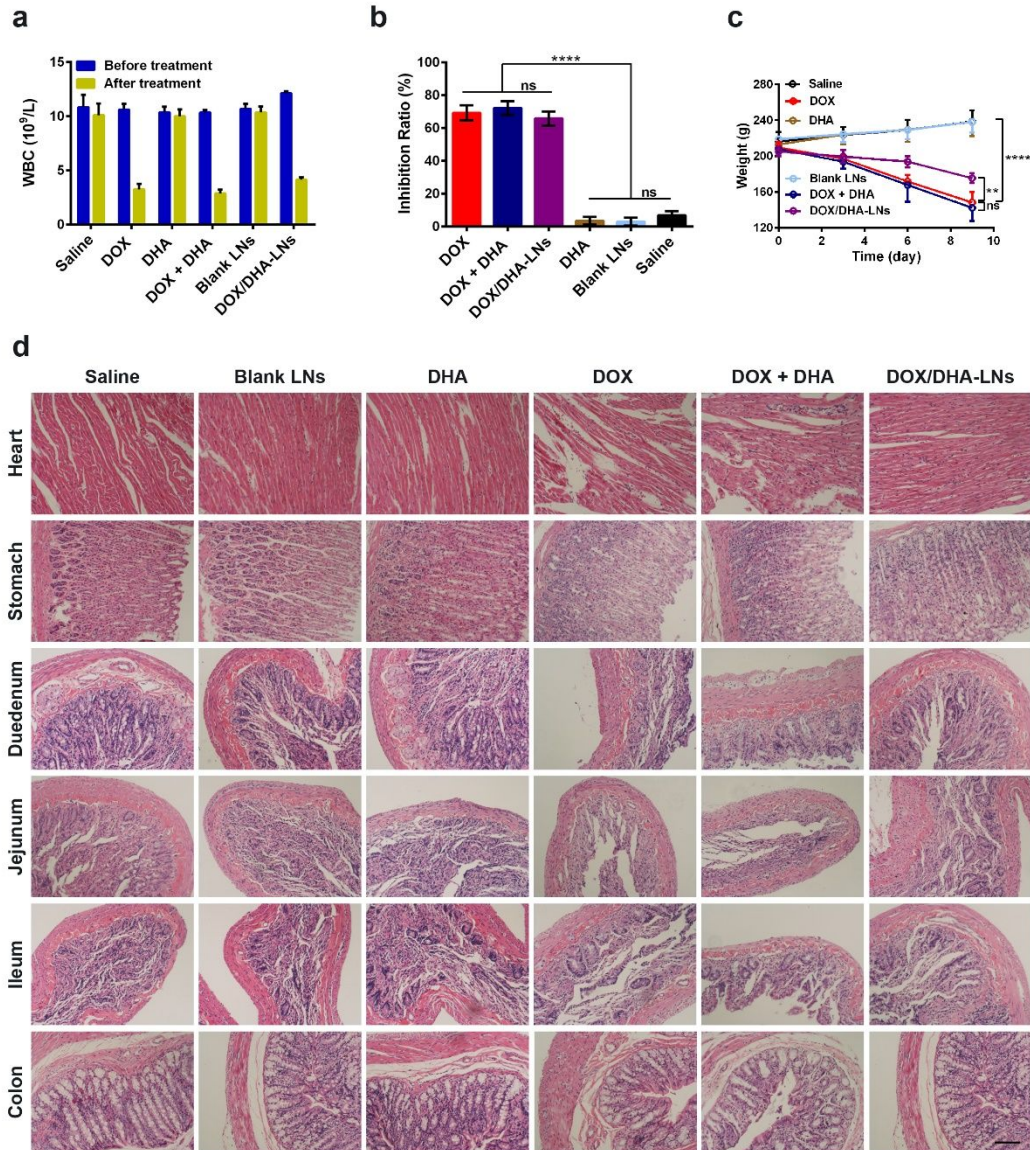 a
Before treatment
After treatment
WBC (10⁹/L)
15
10
5
0
Saline
DOX
DHA
DOX + DHA
Blank LNs
DOX/DHA-LNs
b
Inhibition Ratio (%)
100
80
60
40
20
0
****
ns
ns
DOX
DOX + DHA
DOX/DHA-LNs
DHA
Blank LNs
Saline
c
Weight (g)
280
240
200
160
120
Saline
DOX
DHA
Blank LNs
DOX + DHA
DOX/DHA-LNs
****
**
ns
0 2 4 6 8 10
Time (day)
d
Saline Blank LNs DHA DOX DOX + DHA DOX/DHA-LNs
Heart
Stomach
Duedenum
Jejunum
Ileum
Colon